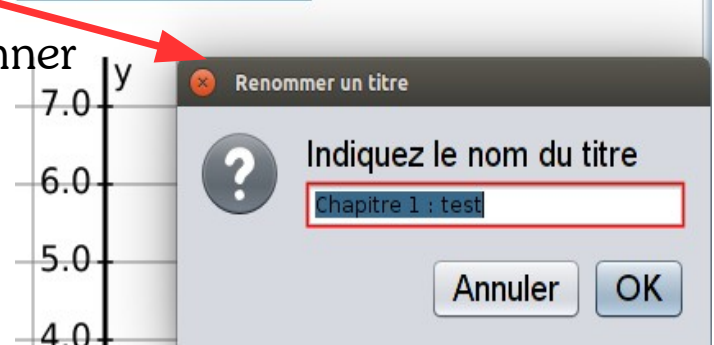 nner
y
7.0
6.0
5.0
4.0
Renommer un titre
Indiquez le nom du titre
Chapitre 1 : test
Annuler
OK